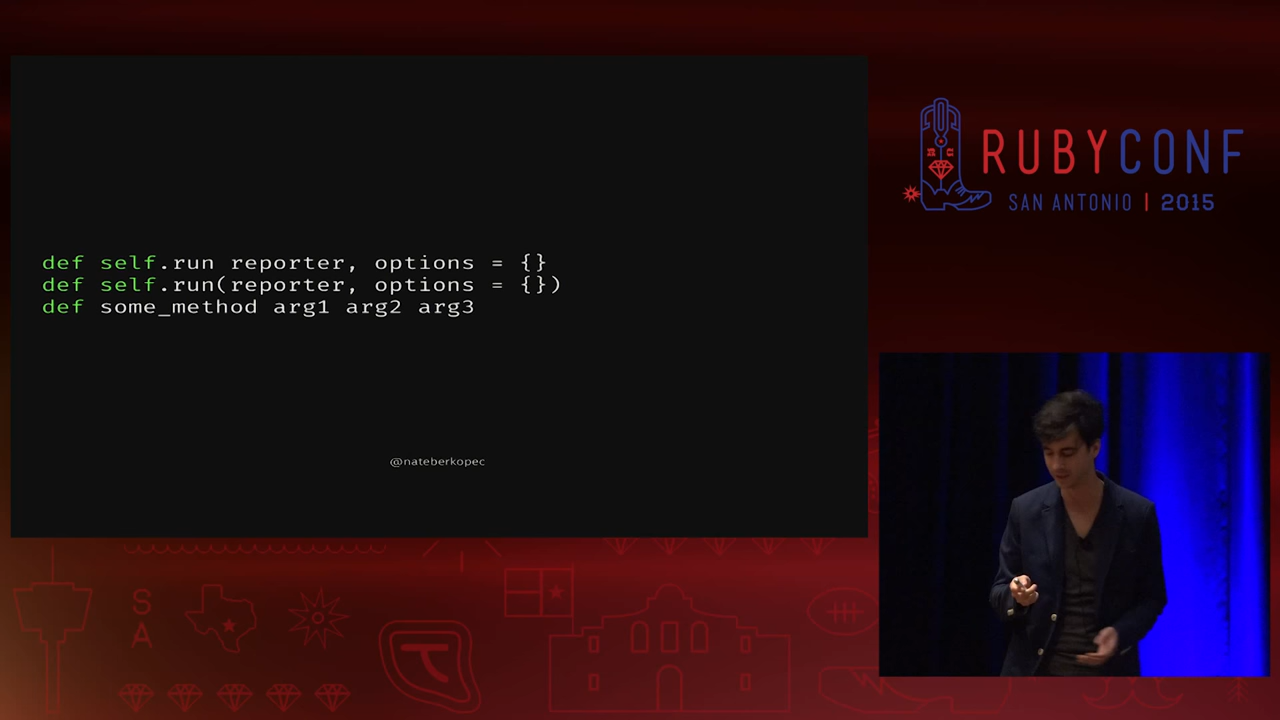 def self.run reporter, options = {}
def self.run(reporter, options = {})
def some_method arg1 arg2 arg3
@nateberkopec
RUBYCONF
SAN ANTONIO | 2015
S
A